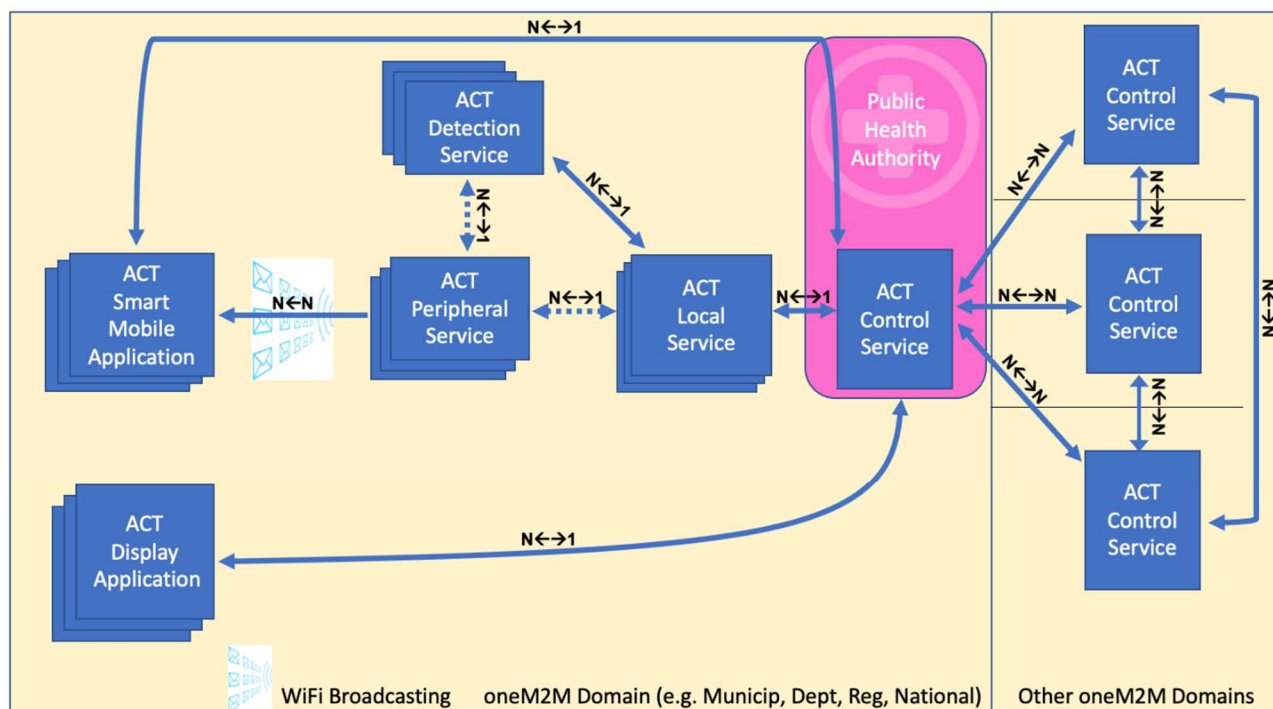 N←→1
ACT
Detection
Service
Public
Health
Authority
ACT
Control
Service
N←→1
N←→1
N←→N
N←→N
ACT
Smart
Mobile
Application
N←N
ACT
Peripheral
Service
N←→1
ACT
Local
Service
N←→1
ACT
Control
Service
N←→N
ACT
Control
Service
N←→N
N←→N
N←→N
ACT
Display
Application
N←→1
ACT
Control
Service
WiFi Broadcasting
oneM2M Domain (e.g. Municip, Dept, Reg, National)
Other oneM2M Domains